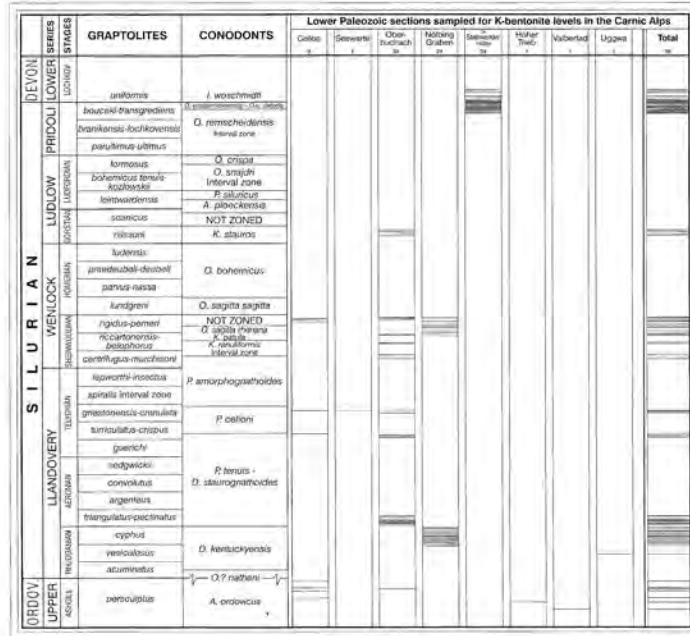 Lower Paleozoic sections sampled for K-bentonite levels in the Carnic Alps
SERIES STAGES GRAPTOLITES CONODONTS Cellon Seewarte Ober- buchach Nölbling Graben Hoher Trieb Valbertad Uggwa Total
DEVON. LOWER LOCHKOV.
uniformis I. woschmidti
SILURIAN
PRIDOLI
bouceki-transgrediens
O. remscheidensis
Interval zone
branikensis-lochkovensis
parultimus-ultimus
LUDLOW LUDFORDIAN
formosus O. crispa
bohemicus tenuis-
kozlowskii
O. snajdri
Interval zone
leintwardensis P. siluricus
A. ploeckensis
GORSTIAN
scanicus NOT ZONED
nilssoni K. stauros
WENLOCK HOMERIAN
ludensis
praedeubeli-deubeli O. bohemicus
parvus-nassa
lundgreni O. sagitta sagitta
SHEINWOODIAN
rigidus-perneri NOT ZONED
O. sagitta rhenana
riccartonensis-
belophorus
K. patula
K. ranuliformis
Interval zone
centrifugus-murchisoni
LLANDOVERY TELYCHIAN
lapworthi-insectus P. amorphognathoides
spiralis interval zone
griestonensis-crenulata P. celloni
turriculatus-crispus
guerichi
AERONIAN
sedgwickii P. tenuis -
D. staurognathoides
convolutus
argenteus
triangulatus-pectinatus
RHUDDANIAN
cyphus
vesiculosus D. kentuckyensis
acuminatus
O.? nathani
ORDOV. UPPER ASHGILL
persculptus A. ordovicus